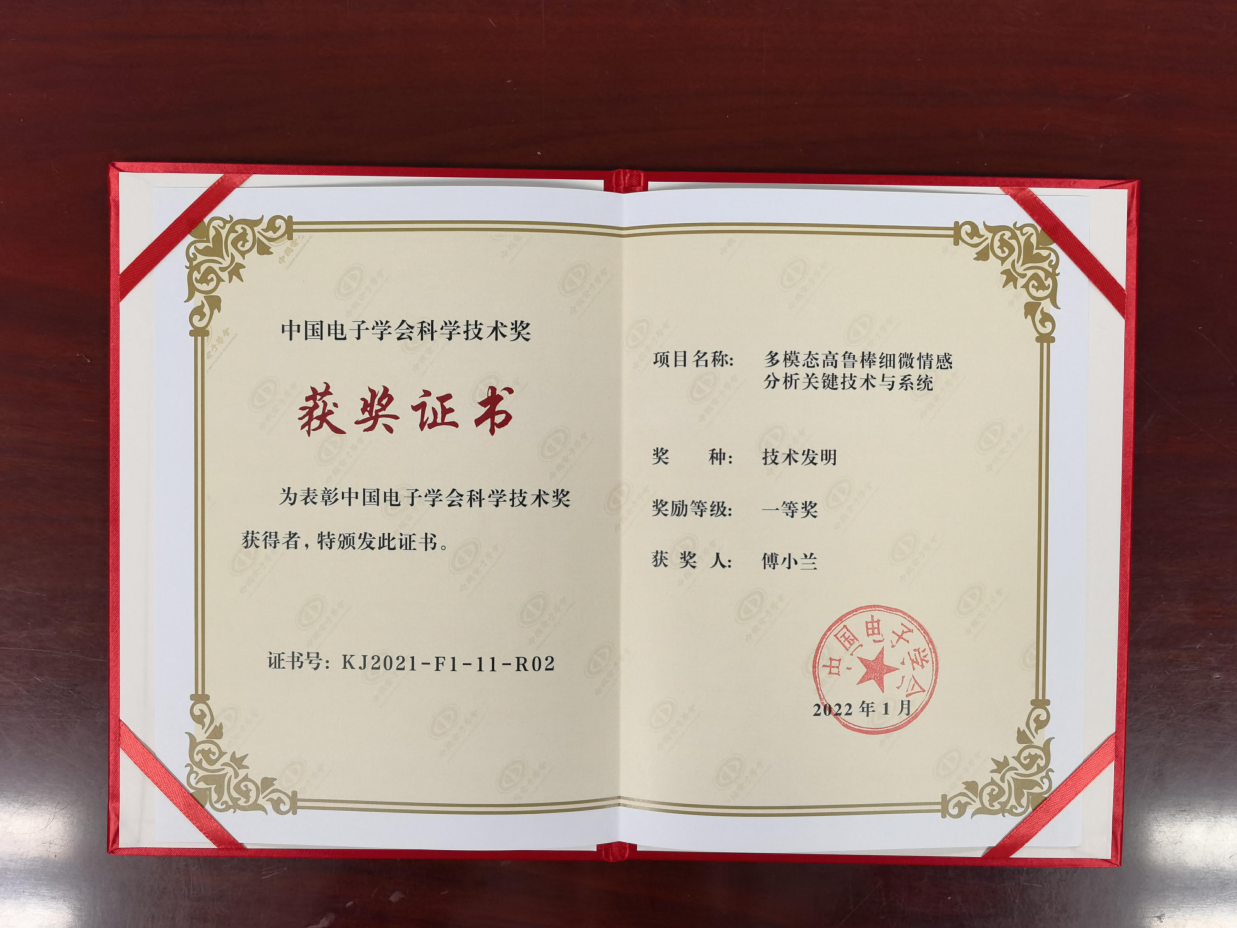 中国电子学会科学技术奖
获奖证书
为表彰中国电子学会科学技术奖
获得者，特颁发此证书。
证书号：KJ2021-F1-11-R02
项目名称： 多模态高鲁棒细微情感
分析关键技术与系统
奖 种： 技术发明
奖励等级： 一等奖
获 奖 人： 傅小兰
中国电子学会
2022年1月